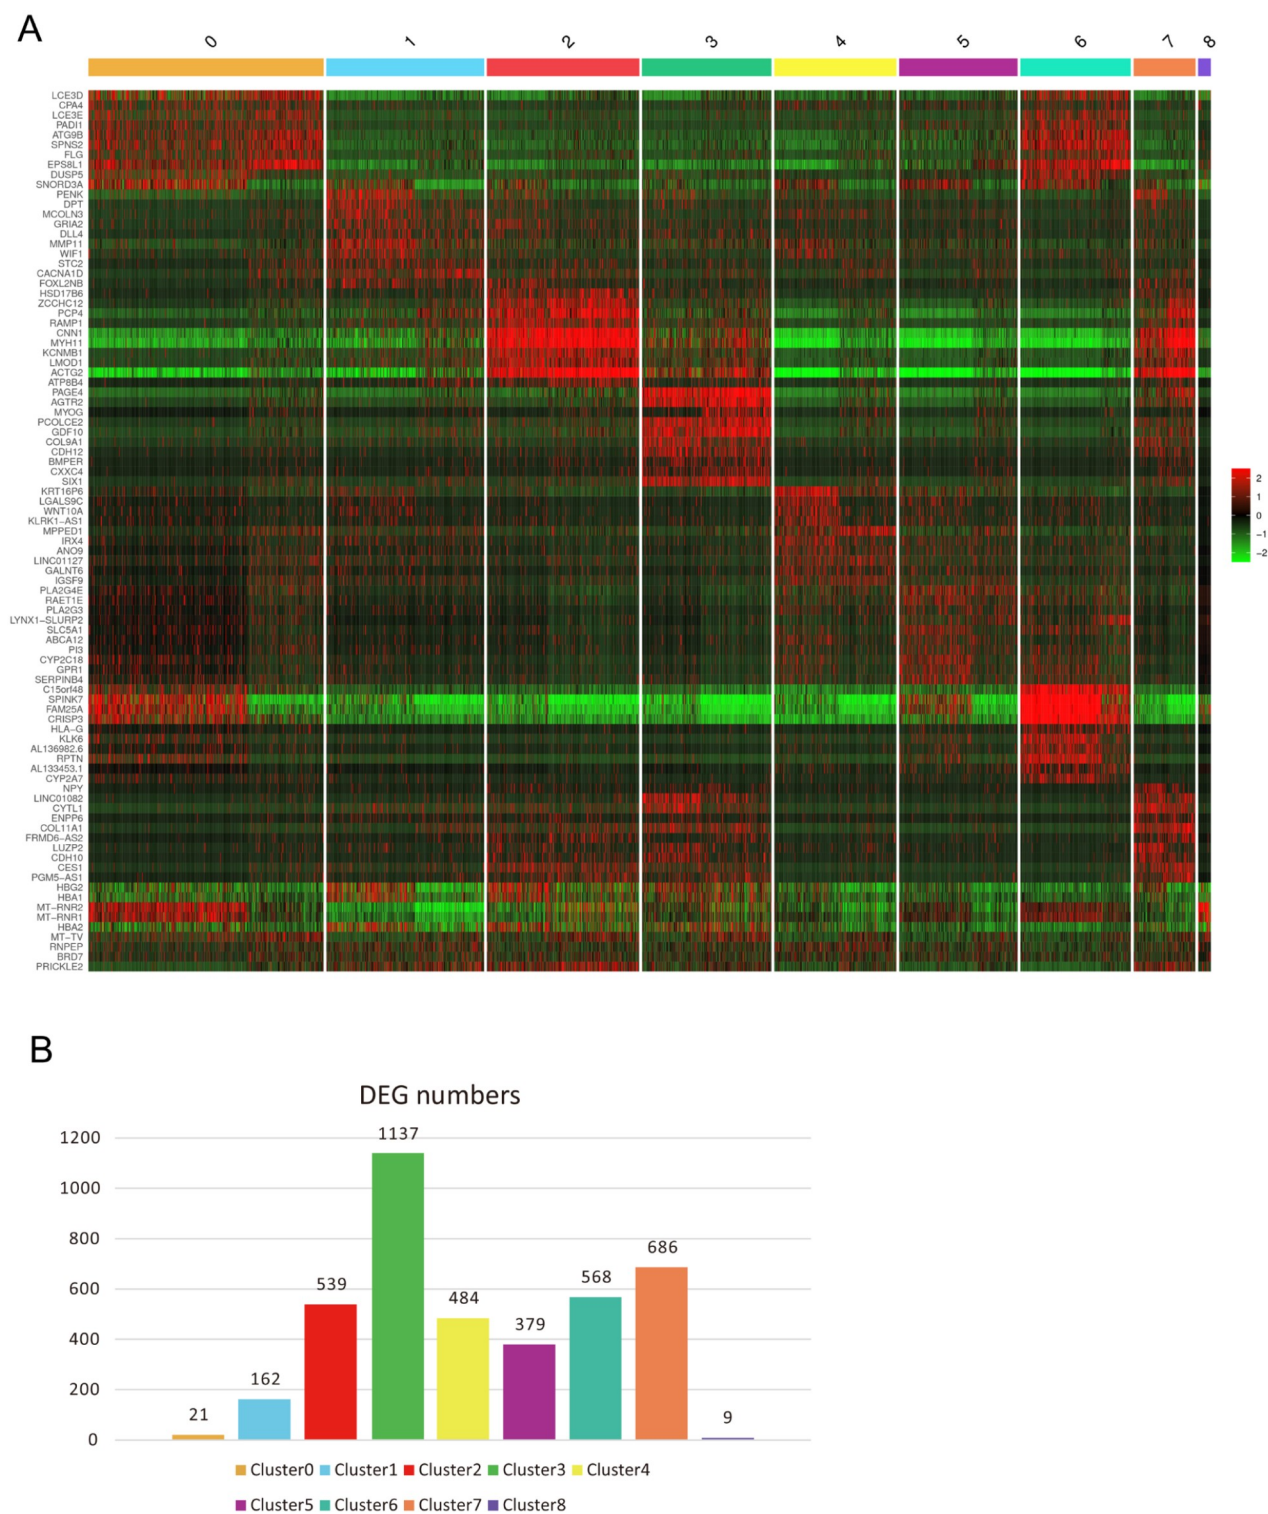 A
0 1 2 3 4 5 6 7 8
LCE3D
CPA4
LCE3E
PADI1
ATG9B
SPNS2
FLG
EPS8L1
DUSP5
SNORD3A
PENK
DPT
MCOLN3
GRIA2
DLL4
MMP11
WIF1
STC2
CACNA1D
FOXL2NB
HSD17B6
ZCCHC12
PCP4
RAMP1
CNN1
MYH11
KCNMB1
LMOD1
ACTG2
ATP8B4
PAGE4
AGTR2
MYOG
PCOLCE2
GDF10
COL9A1
CDH12
BMPER
CXXC4
SIX1
KRT16P6
LGALS9C
WNT10A
KLRK1−AS1
MPPED1
IRX4
ANO9
LINC01127
GALNT6
IGSF9
PLA2G4E
RAET1E
PLA2G3
LYNX1−SLURP2
SLC5A1
ABCA12
PI3
CYP2C18
GPR1
SERPINB4
C15orf48
SPINK7
FAM25A
CRISP3
HLA−G
KLK6
AL136982.6
RPTN
AL133453.1
CYP2A7
NPY
LINC01082
CYTL1
ENPP6
COL11A1
FRMD6−AS2
LUZP2
CDH10
CES1
PGM5−AS1
HBG2
HBA1
MT−RNR2
MT−RNR1
HBA2
MT−TV
RNPEP
BRD7
PRICKLE2
2
1
0
−1
−2
B
DEG numbers
1200
1000
800
600
400
200
0
21
162
539
1137
484
379
568
686
9
Cluster0 Cluster1 Cluster2 Cluster3 Cluster4
Cluster5 Cluster6 Cluster7 Cluster8